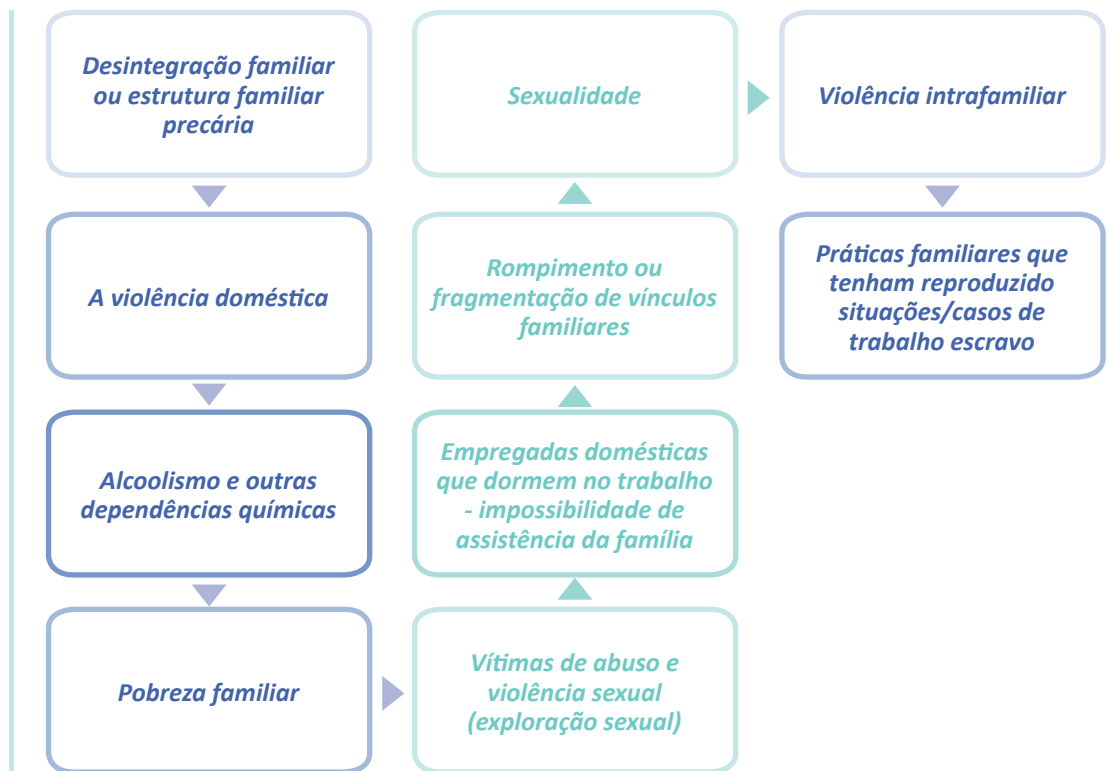 Desintegração familiar
ou estrutura familiar
precária
A violência doméstica
Alcoolismo e outras
dependências químicas
Pobreza familiar
Vítimas de abuso e
violência sexual
(exploração sexual)
Empregadas domésticas
que dormem no trabalho
- impossibilidade de
assistência da família
Rompimento ou
fragmentação de vínculos
familiares
Sexualidade
Violência intrafamiliar
Práticas familiares que
tenham reproduzido
situações/casos de
trabalho escravo